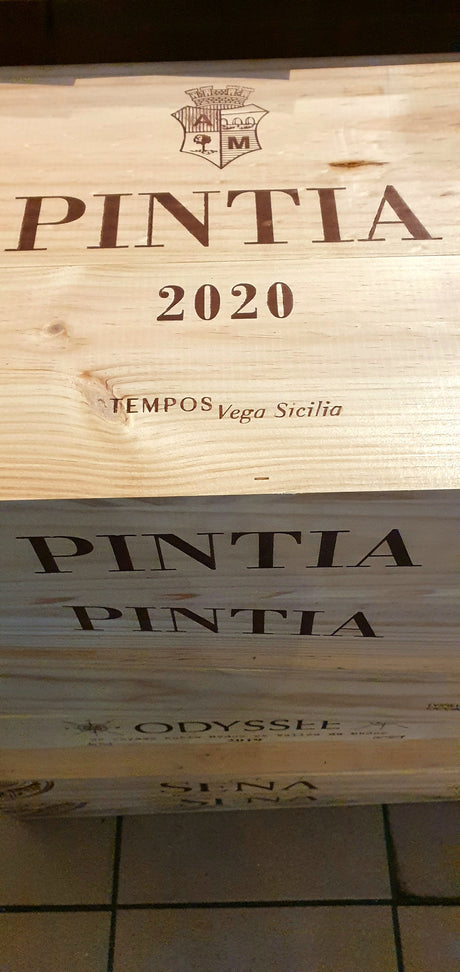 A
M
PINTIA
2020
TEMPOS Vega Sicilia
PINTIA
PINTIA
ODYSSEE
SENA
SENA